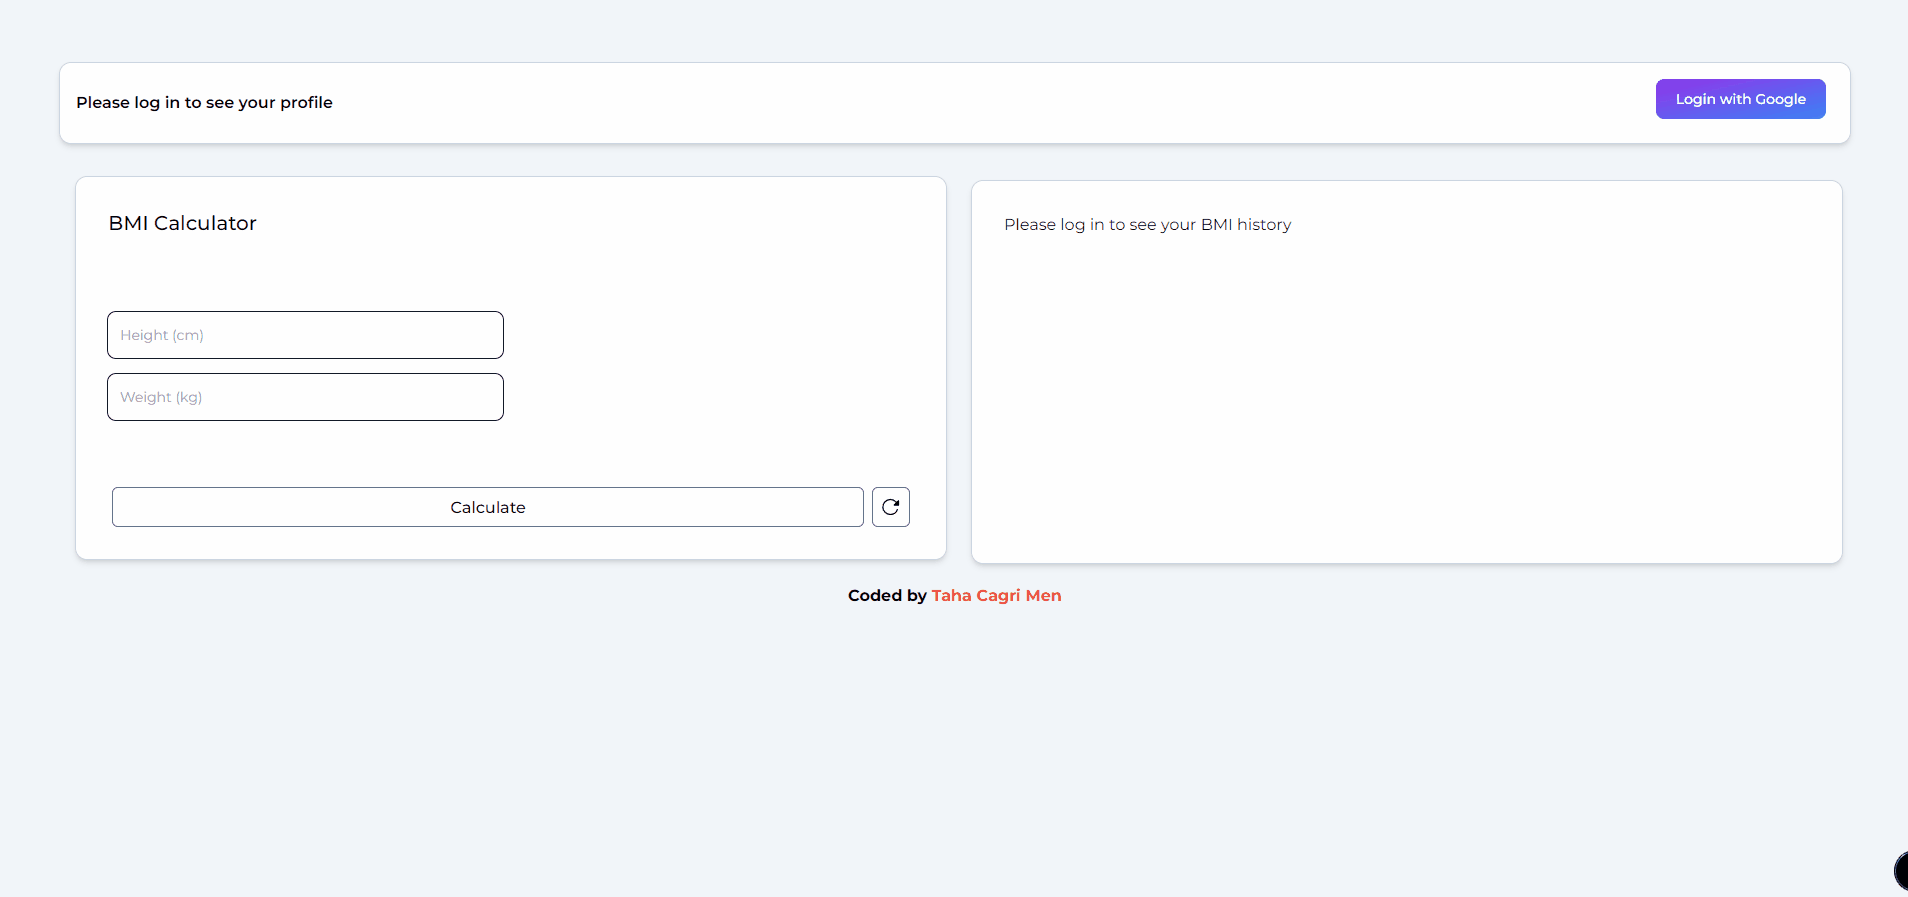 Please log in to see your profile
Login with Google
BMI Calculator
Height (cm)
Weight (kg)
Calculate
Please log in to see your BMI history
Coded by Taha Cagri Men